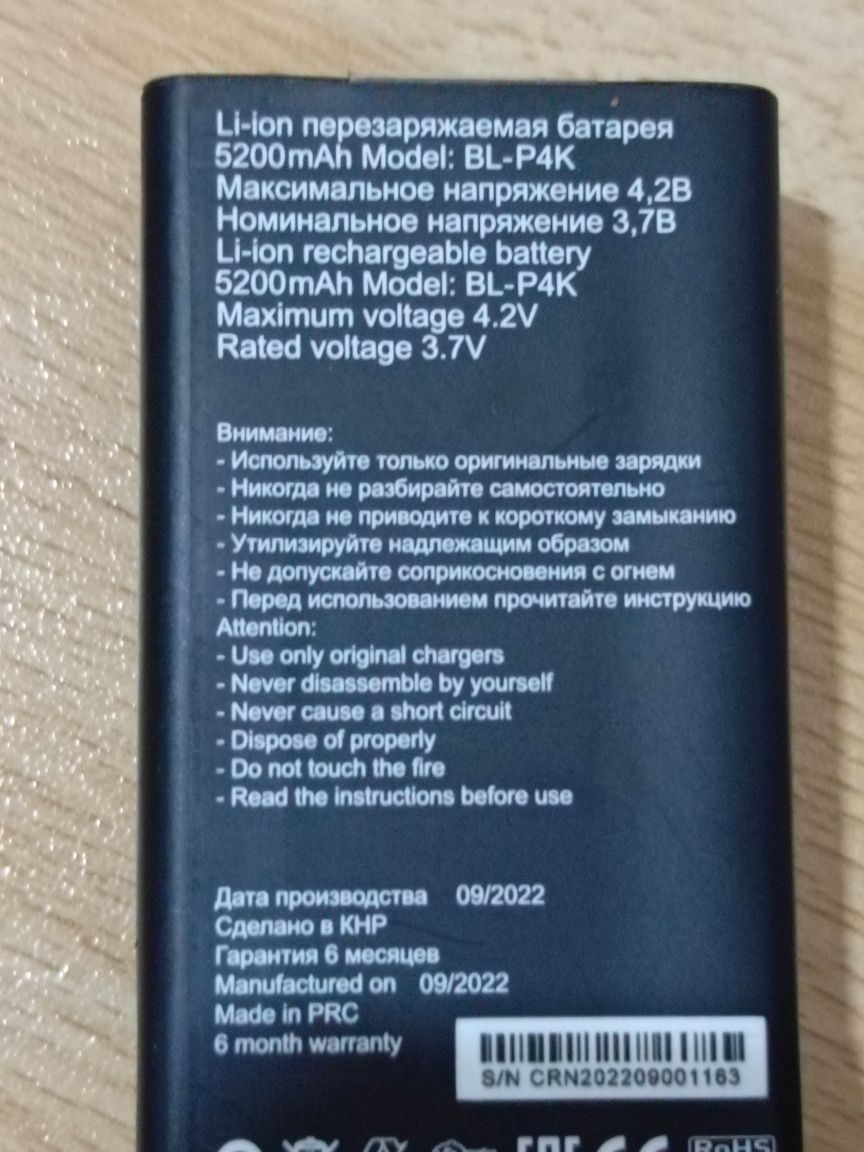 Li-ion перезаряжаемая батарея
5200mAh Model: BL-P4K
Максимальное напряжение 4,2В
Номинальное напряжение 3,7В
Li-ion rechargeable battery
5200mAh Model: BL-P4K
Maximum voltage 4.2V
Rated voltage 3.7V
Внимание:
- Используйте только оригинальные зарядки
- Никогда не разбирайте самостоятельно
- Никогда не приводите к короткому замыканию
- Утилизируйте надлежащим образом
- Не допускайте соприкосновения с огнем
- Перед использованием прочитайте инструкцию
Attention:
- Use only original chargers
- Never disassemble by yourself
- Never cause a short circuit
- Dispose of properly
- Do not touch the fire
- Read the instructions before use
Дата производства 09/2022
Сделано в КНР
Гарантия 6 месяцев
Manufactured on 09/2022
Made in PRC
6 month warranty
S/N CRN202209001163
EAC CE RoHS